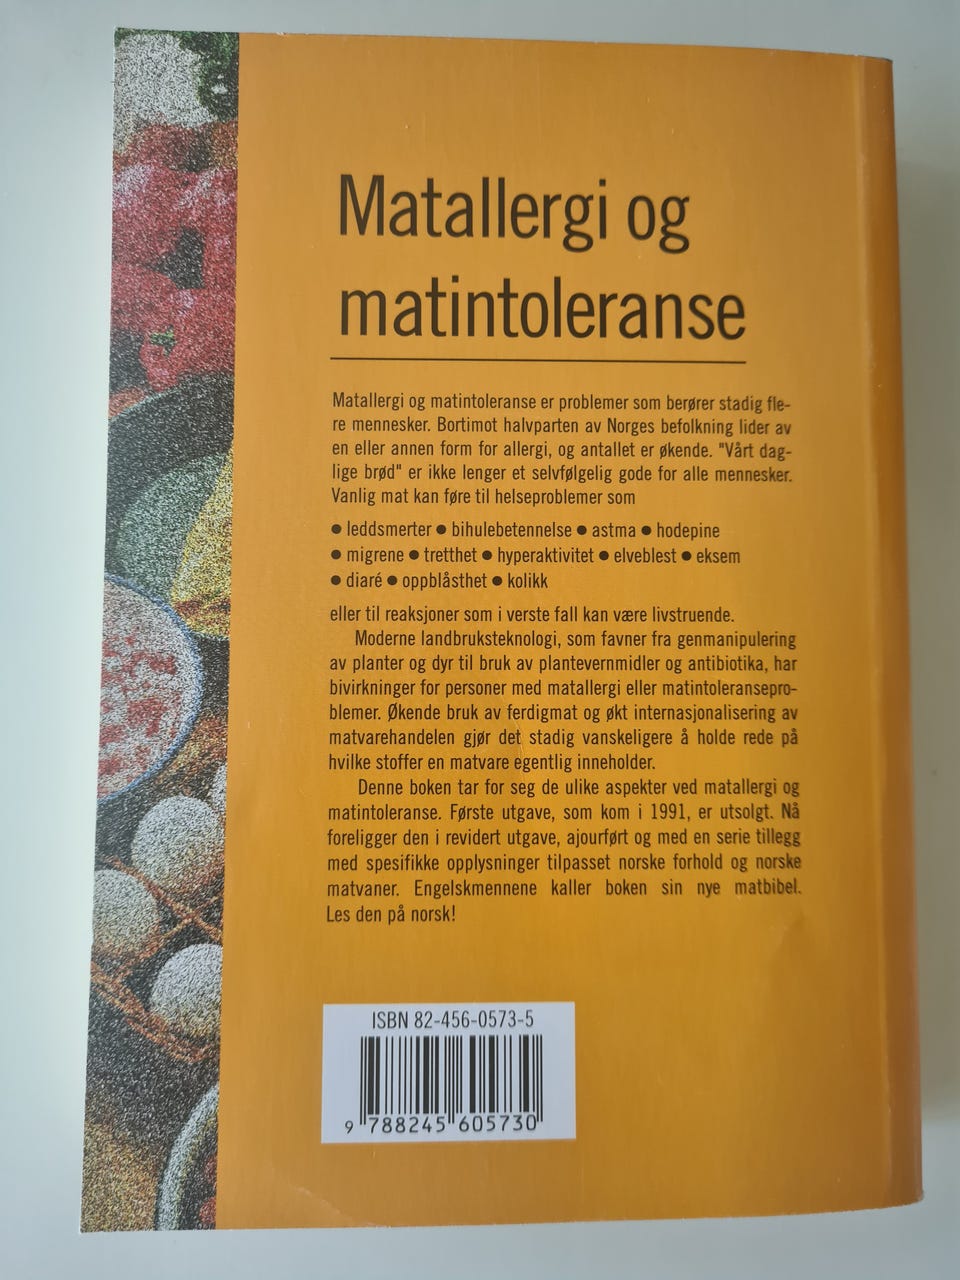 Matallergi og
matintoleranse
Matallergi og matintoleranse er problemer som berører stadig fle-
re mennesker. Bortimot halvparten av Norges befolkning lider av
en eller annen form for allergi, og antallet er økende. "Vårt dag-
lige brød" er ikke lenger et selvfølgelig gode for alle mennesker.
Vanlig mat kan føre til helseproblemer som
● leddsmerter ● bihulebetennelse ● astma ● hodepine
● migrene ● tretthet ● hyperaktivitet ● elveblest ● eksem
● diaré ● oppblåsthet ● kolikk
eller til reaksjoner som i verste fall kan være livstruende.
Moderne landbruksteknologi, som favner fra genmanipulering
av planter og dyr til bruk av plantevernmidler og antibiotika, har
bivirkninger for personer med matallergi eller matintoleransepro-
blemer. Økende bruk av ferdigmat og økt internasjonalisering av
matvarehandelen gjør det stadig vanskeligere å holde rede på
hvilke stoffer en matvare egentlig inneholder.
Denne boken tar for seg de ulike aspekter ved matallergi og
matintoleranse. Første utgave, som kom i 1991, er utsolgt. Nå
foreligger den i revidert utgave, ajourført og med en serie tillegg
med spesifikke opplysninger tilpasset norske forhold og norske
matvaner. Engelskmennene kaller boken sin nye matbibel.
Les den på norsk!
ISBN 82-456-0573-5
9 788245 605730